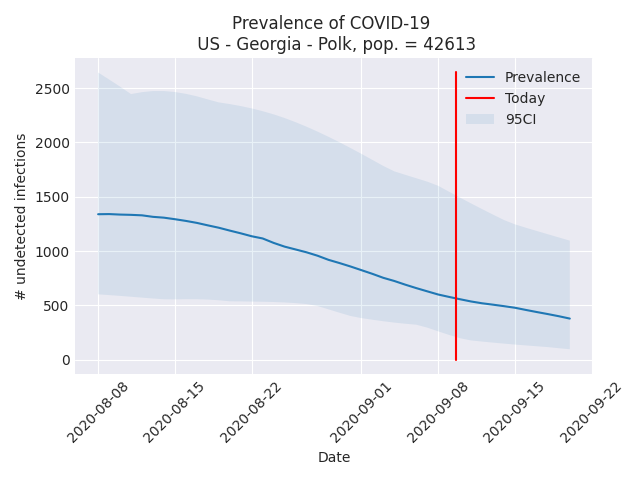 Prevalence of COVID-19
US - Georgia - Polk, pop. = 42613
Prevalence
Today
95CI
# undetected infections
2500
2000
1500
1000
500
0
2020-08-08
2020-08-15
2020-08-22
2020-09-01
2020-09-08
2020-09-15
2020-09-22
Date